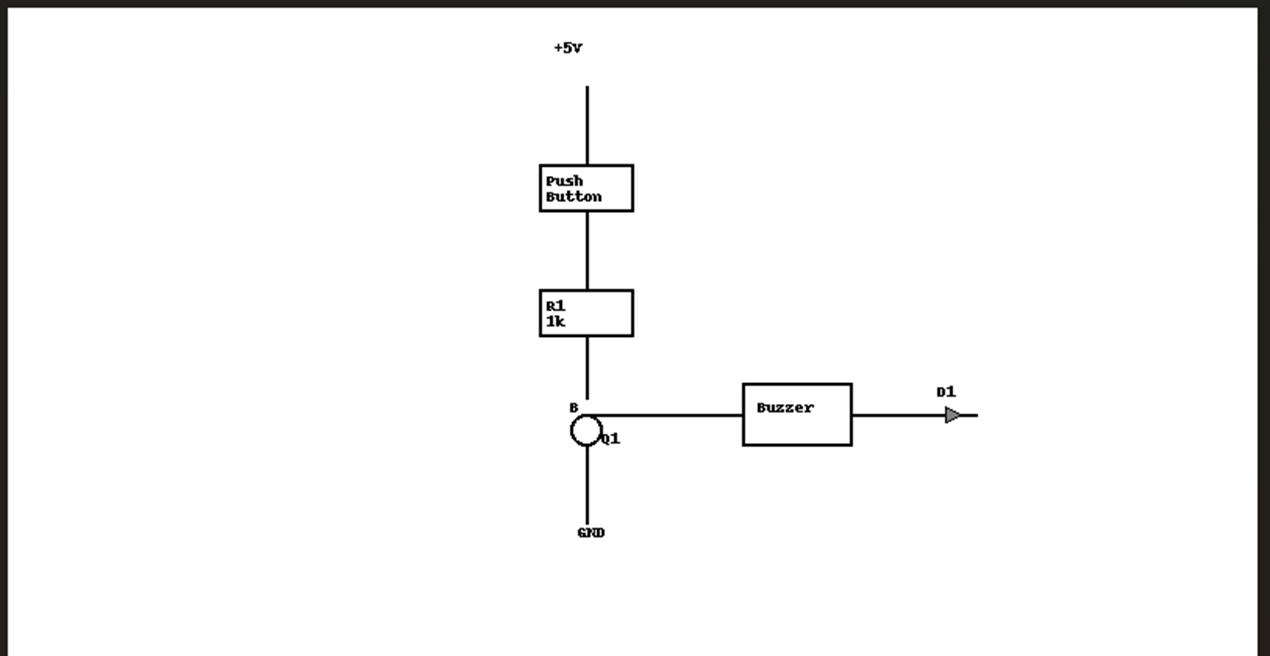 +5V
Push
Button
R1
1k
D1
B
Buzzer
Q1
GND